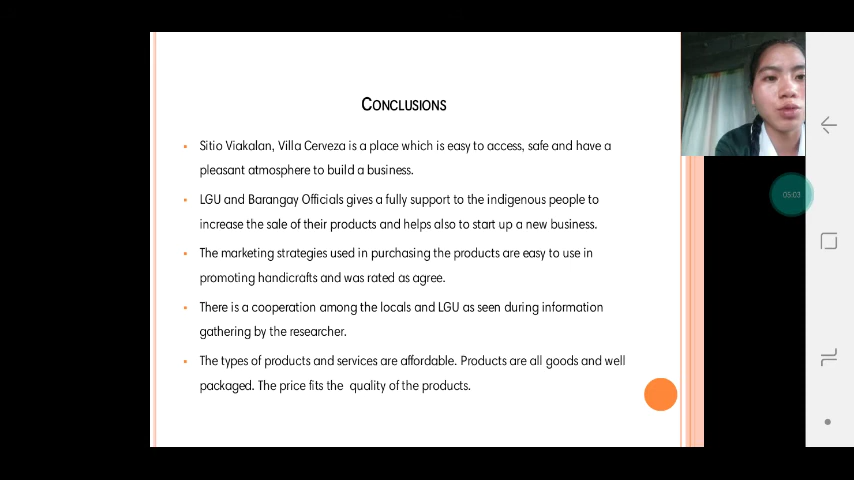 CONCLUSIONS
Sitio Viakalan, Villa Cerveza is a place which is easy to access, safe and have a
pleasant atmosphere to build a business.
LGU and Barangay Officials gives a fully support to the indigenous people to
increase the sale of their products and helps also to start up a new business.
The marketing strategies used in purchasing the products are easy to use in
promoting handicrafts and was rated as agree.
There is a cooperation among the locals and LGU as seen during information
gathering by the researcher.
The types of products and services are affordable. Products are all goods and well
packaged. The price fits the quality of the products.
05:03